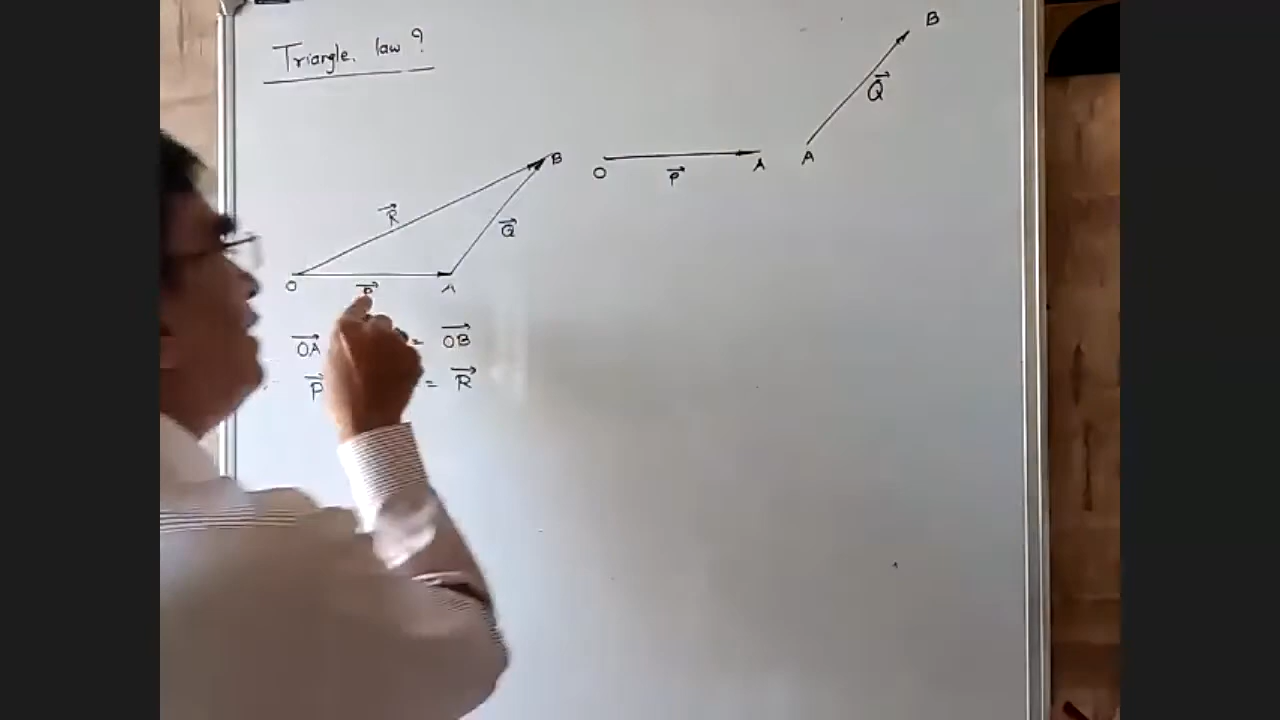 Triangle law ?
B
Q
A
O P A
B
R
Q
O P A
OA = OB
P = R